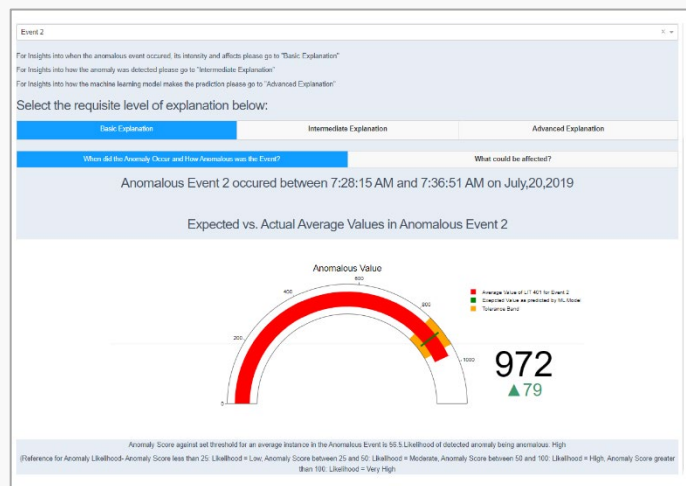 Event 2
x
For Insights into when the anomalous event occured, its intensity and affects please go to "Basic Explanation"
For Insights into how the anomaly was detected please go to "Intermediate Explanation"
For Insights into how the machine learning model makes the prediction please go to "Advanced Explanation"
Select the requisite level of explanation below:
Basic Explanation Intermediate Explanation Advanced Explanation
When did the Anomaly Occur and How Anomalous was the Event? What could be affected?
Anomalous Event 2 occured between 7:28:15 AM and 7:36:51 AM on July,20,2019
Expected vs. Actual Average Values in Anomalous Event 2
Anomalous Value
0
200
400
600
800
1000
Average Value of LIT 401 for Event 2
Expected Value as predicted by ML Model
Tolerance Band
972
▲79
Anomaly Score against set threshold for an average instance in the Anomalous Event is 56.5.Likelihood of detected anomaly being anomalous: High
(Reference for Anomaly Likelihood- Anomaly Score less than 25: Likelihood = Low, Anomaly Score between 25 and 50: Likelihood = Moderate, Anomaly Score between 50 and 100: Likelihood = High, Anomaly Score greater
than 100: Likelihood = Very High